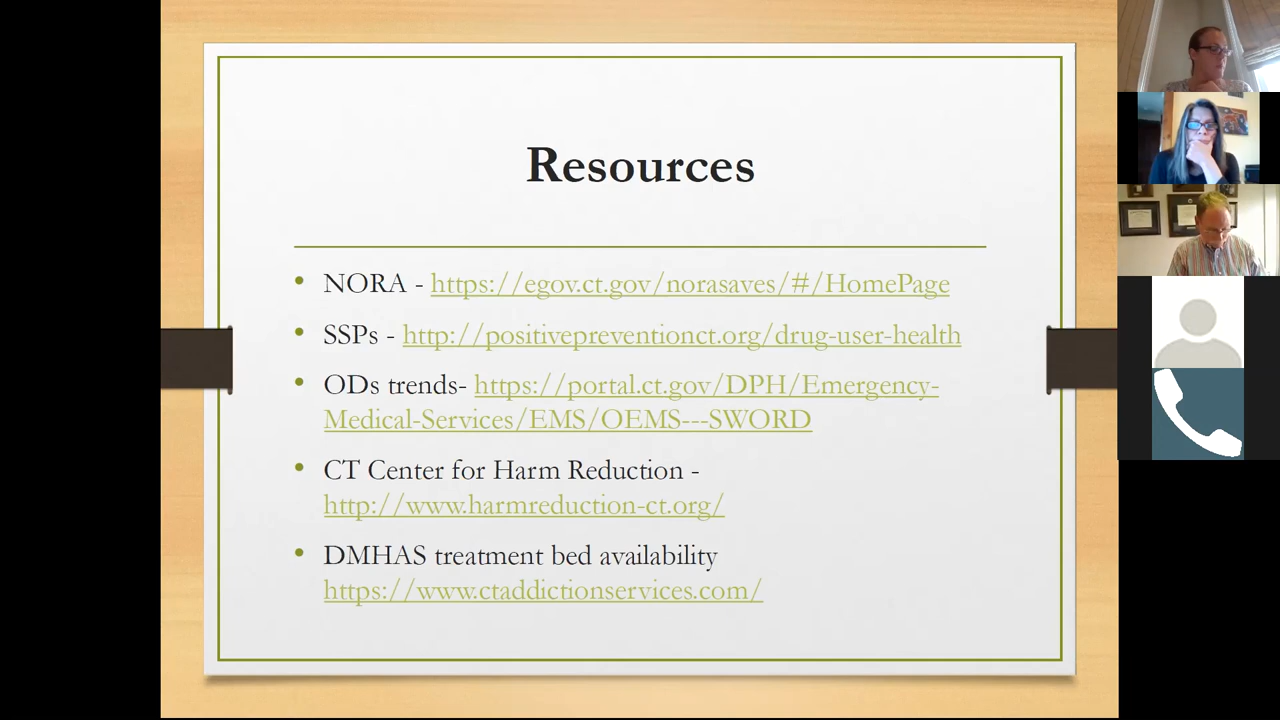 Resources
NORA - https://egov.ct.gov/norasaves/#/HomePage
SSPs - http://positivepreventionct.org/drug-user-health
ODs trends- https://portal.ct.gov/DPH/Emergency-
Medical-Services/EMS/OEMS---SWORD
CT Center for Harm Reduction -
http://www.harmreduction-ct.org/
DMHAS treatment bed availability
https://www.ctaddictionservices.com/